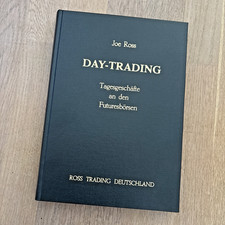 Joe Ross
DAY-TRADING
Tagesgeschäfte
an den
Futuresbörsen
ROSS TRADING DEUTSCHLAND